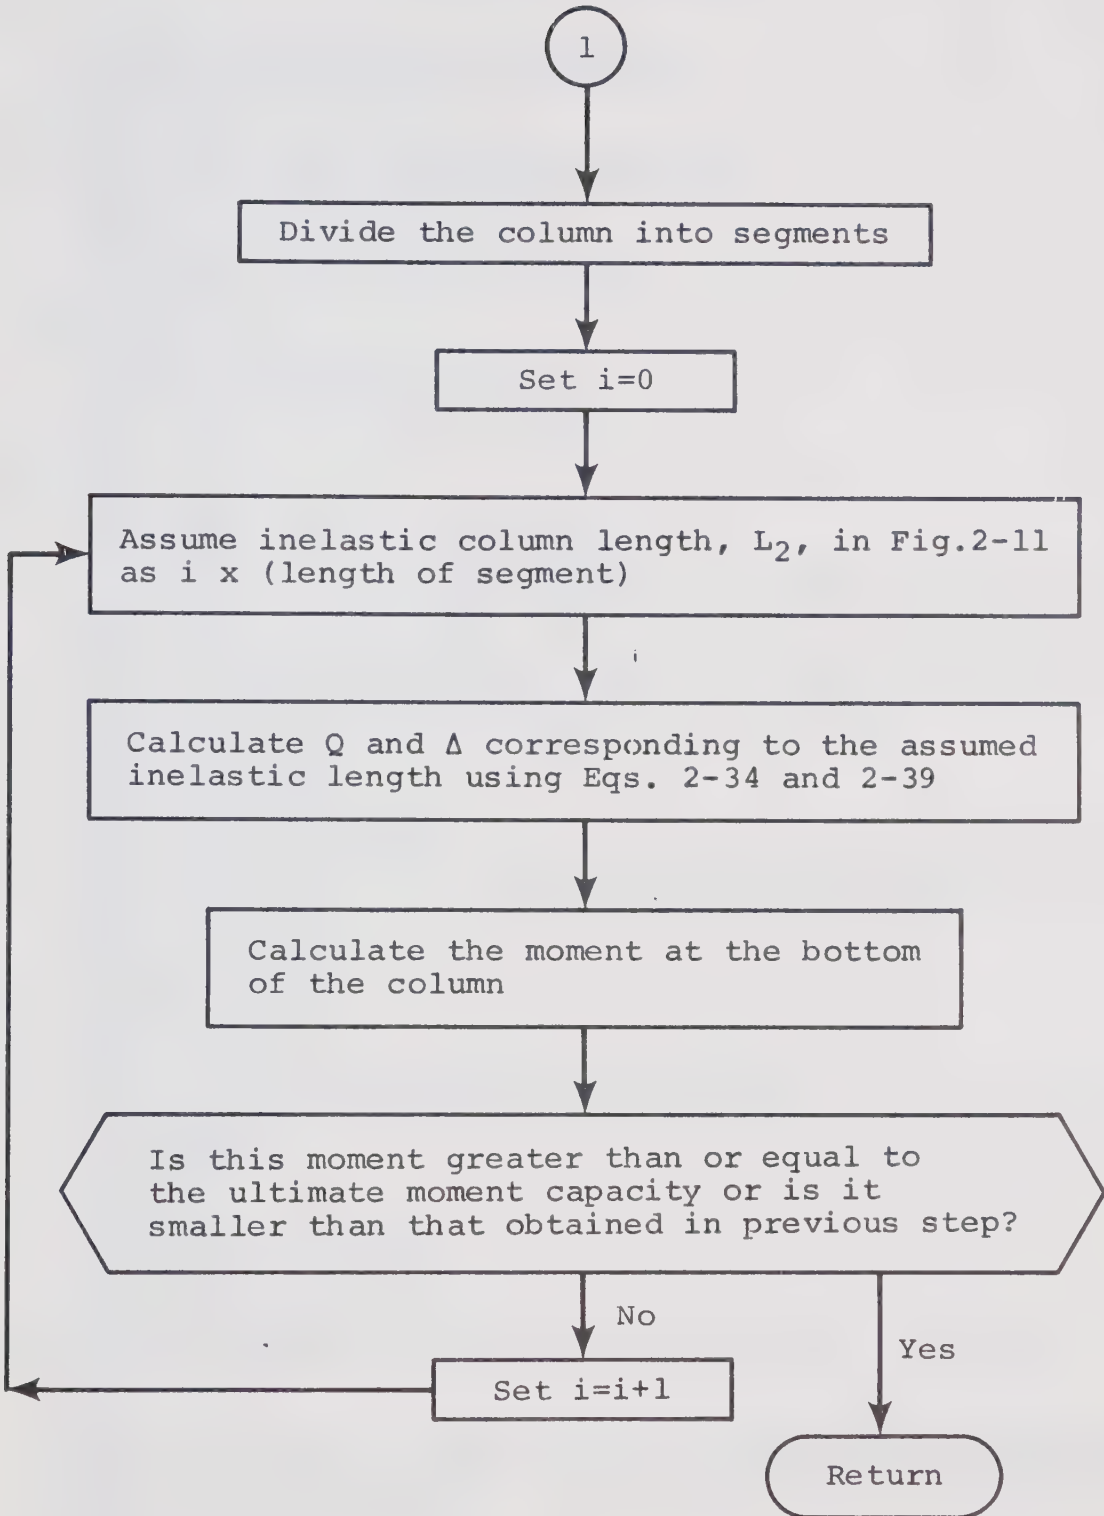 1
Divide the column into segments
Set i=0
Assume inelastic column length, L₂, in Fig.2-11
as i x (length of segment)
Calculate Q and Δ corresponding to the assumed
inelastic length using Eqs. 2-34 and 2-39
Calculate the moment at the bottom
of the column
Is this moment greater than or equal to
the ultimate moment capacity or is it
smaller than that obtained in previous step?
No
Yes
Set i=i+1
Return